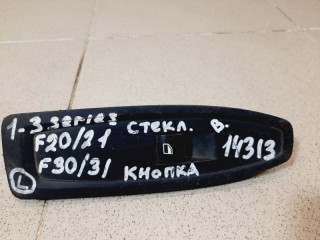 1-3 series стекл. В.
F20/21 14313
F30/31 кнопка
L